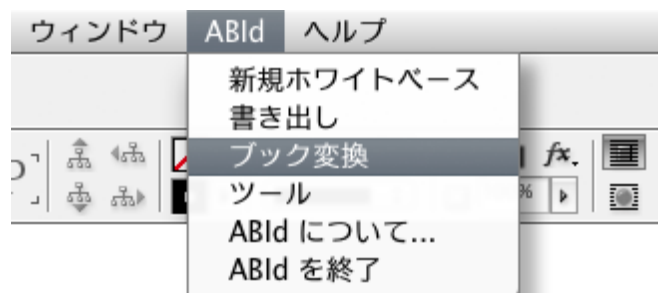 ウィンドウ ABId ヘルプ
新規ホワイトベース
書き出し
ブック変換
fx.
ツール
%
ABId について...
ABId を終了